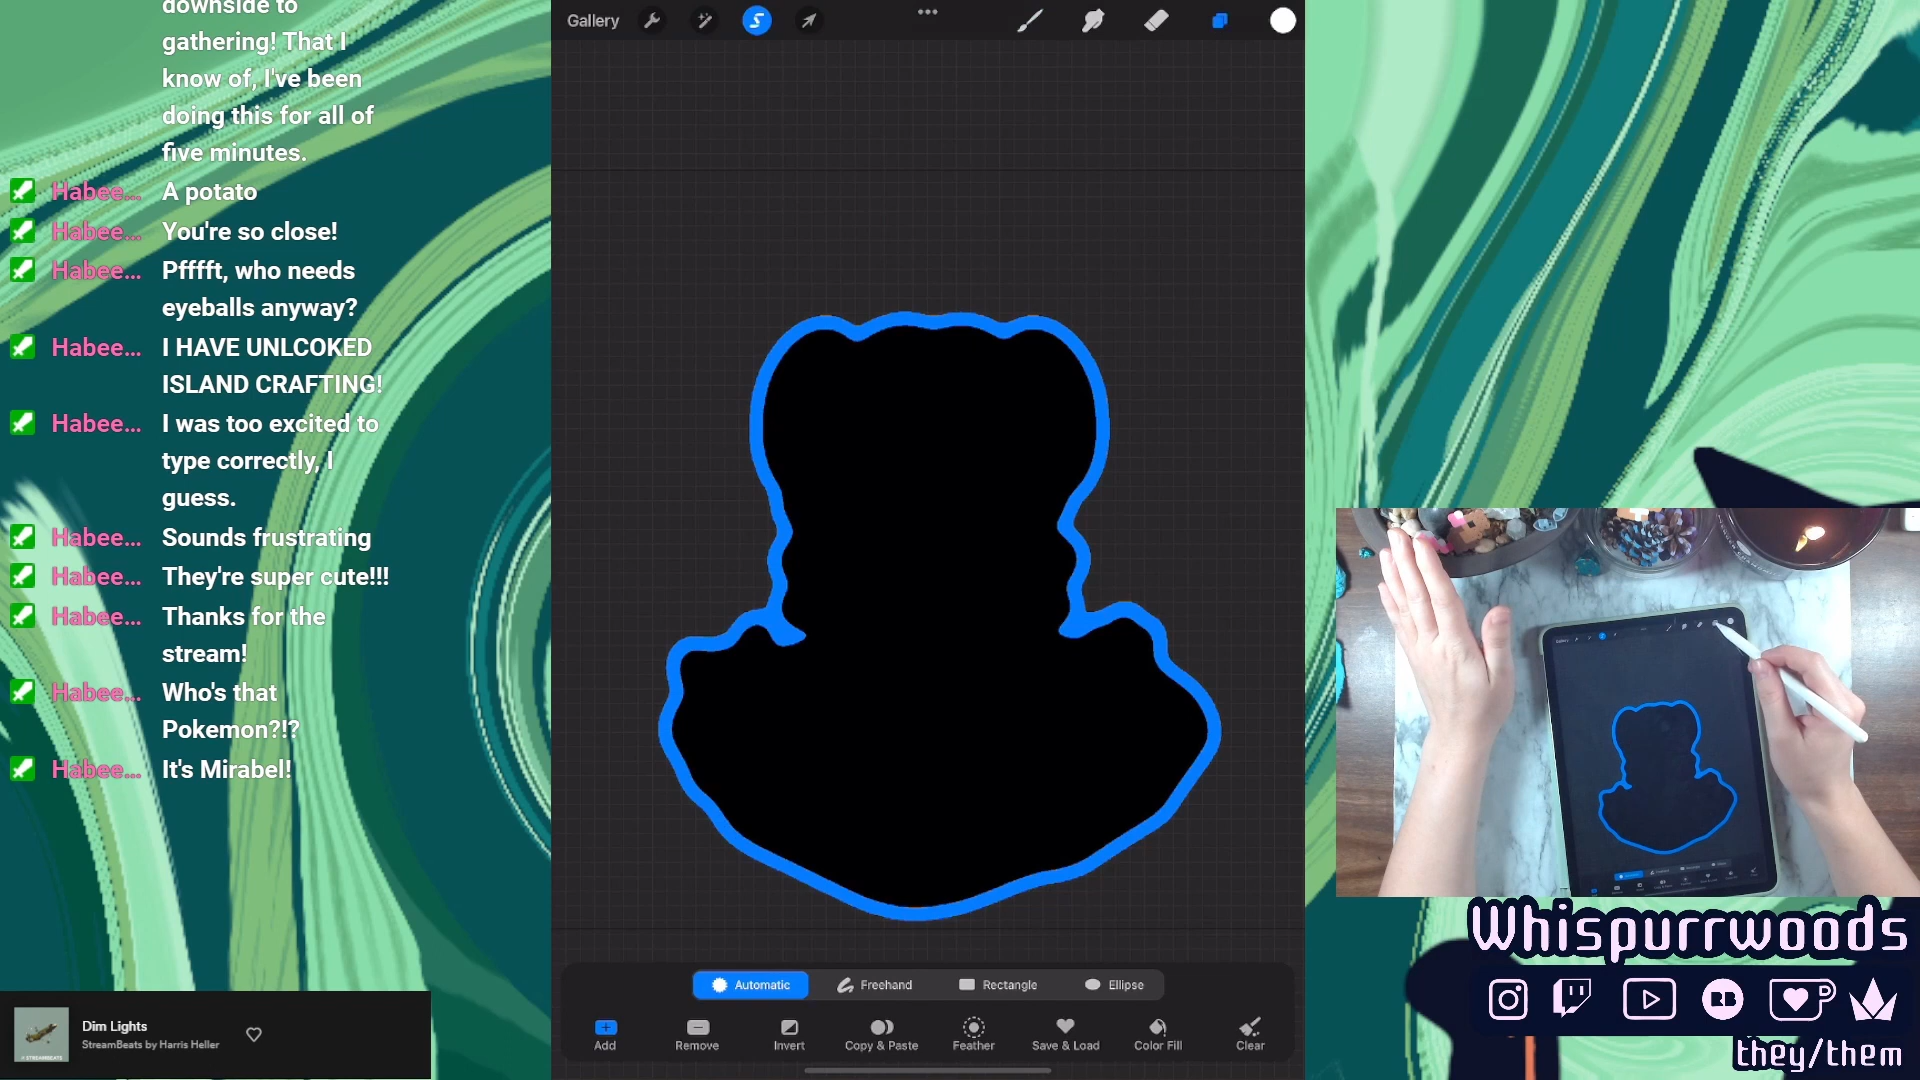 downside to
gathering! That I
know of, I've been
doing this for all of
five minutes.
Habee... A potato
Habee... You're so close!
Habee... Pfffft, who needs
eyeballs anyway?
Habee... I HAVE UNLCOKED
ISLAND CRAFTING!
Habee... I was too excited to
type correctly, I
guess.
Habee... Sounds frustrating
Habee... They're super cute!!!
Habee... Thanks for the
stream!
Habee... Who's that
Pokemon?!?
Habee... It's Mirabel!
Dim Lights
StreamBeats by Harris Heller
Gallery
Automatic Freehand Rectangle Ellipse
Add Remove Invert Copy & Paste Feather Save & Load Color Fill Clear
Whispurrwoods
RB
they/them